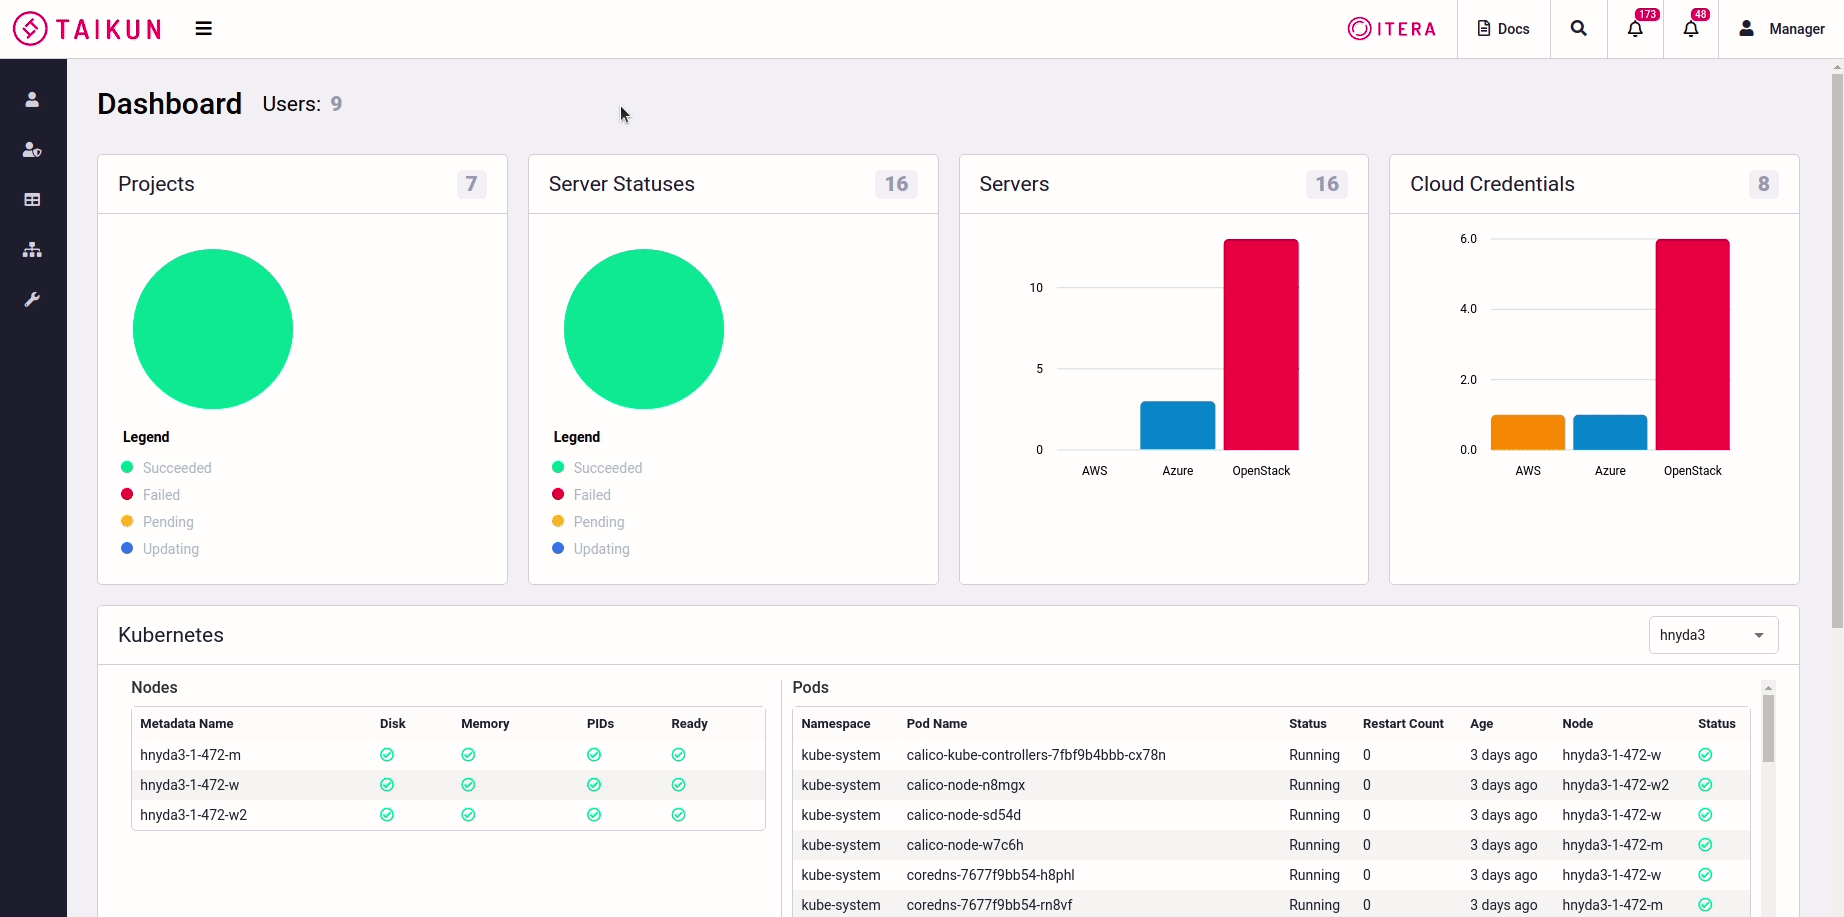 TAIKUN
ITERA
Docs
173
48
Manager
Dashboard Users: 9
Projects 7
Legend
Succeeded
Failed
Pending
Updating
Server Statuses 16
Legend
Succeeded
Failed
Pending
Updating
Servers 16
10
5
0
AWS Azure OpenStack
Cloud Credentials 8
6.0
4.0
2.0
0.0
AWS Azure OpenStack
Kubernetes
hnyda3
Nodes
Metadata Name Disk Memory PIDs Ready
hnyda3-1-472-m
hnyda3-1-472-w
hnyda3-1-472-w2
Pods
Namespace Pod Name Status Restart Count Age Node Status
kube-system calico-kube-controllers-7fbf9b4bbb-cx78n Running 0 3 days ago hnyda3-1-472-w
kube-system calico-node-n8mgx Running 0 3 days ago hnyda3-1-472-w2
kube-system calico-node-sd54d Running 0 3 days ago hnyda3-1-472-w
kube-system calico-node-w7c6h Running 0 3 days ago hnyda3-1-472-m
kube-system coredns-7677f9bb54-h8phl Running 0 3 days ago hnyda3-1-472-w
kube-system coredns-7677f9bb54-rn8vf Running 0 3 days ago hnyda3-1-472-m